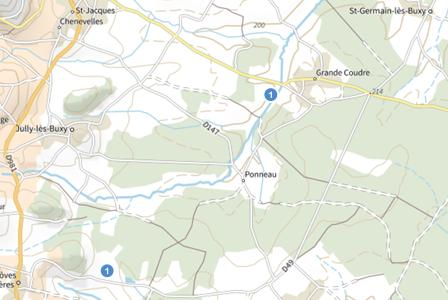 St-Jacques
Chenevelles
200
St-Germain-lès-Buxy
Grande Coudre
1
214
Jully-lès-Buxy
D147
D981
Ponneau
1
D49